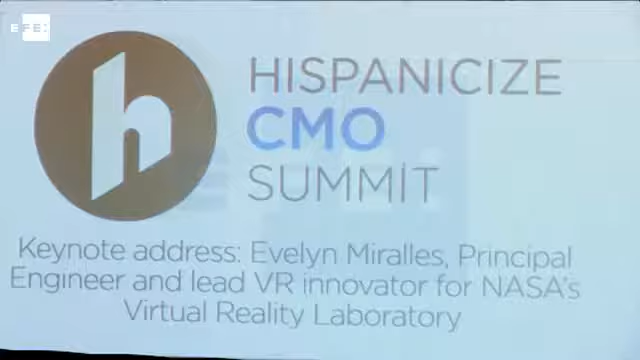 EFE:
h
HISPANICIZE
CMO
SUMMIT
Keynote address: Evelyn Miralles, Principal
Engineer and lead VR innovator for NASA's
Virtual Reality Laboratory